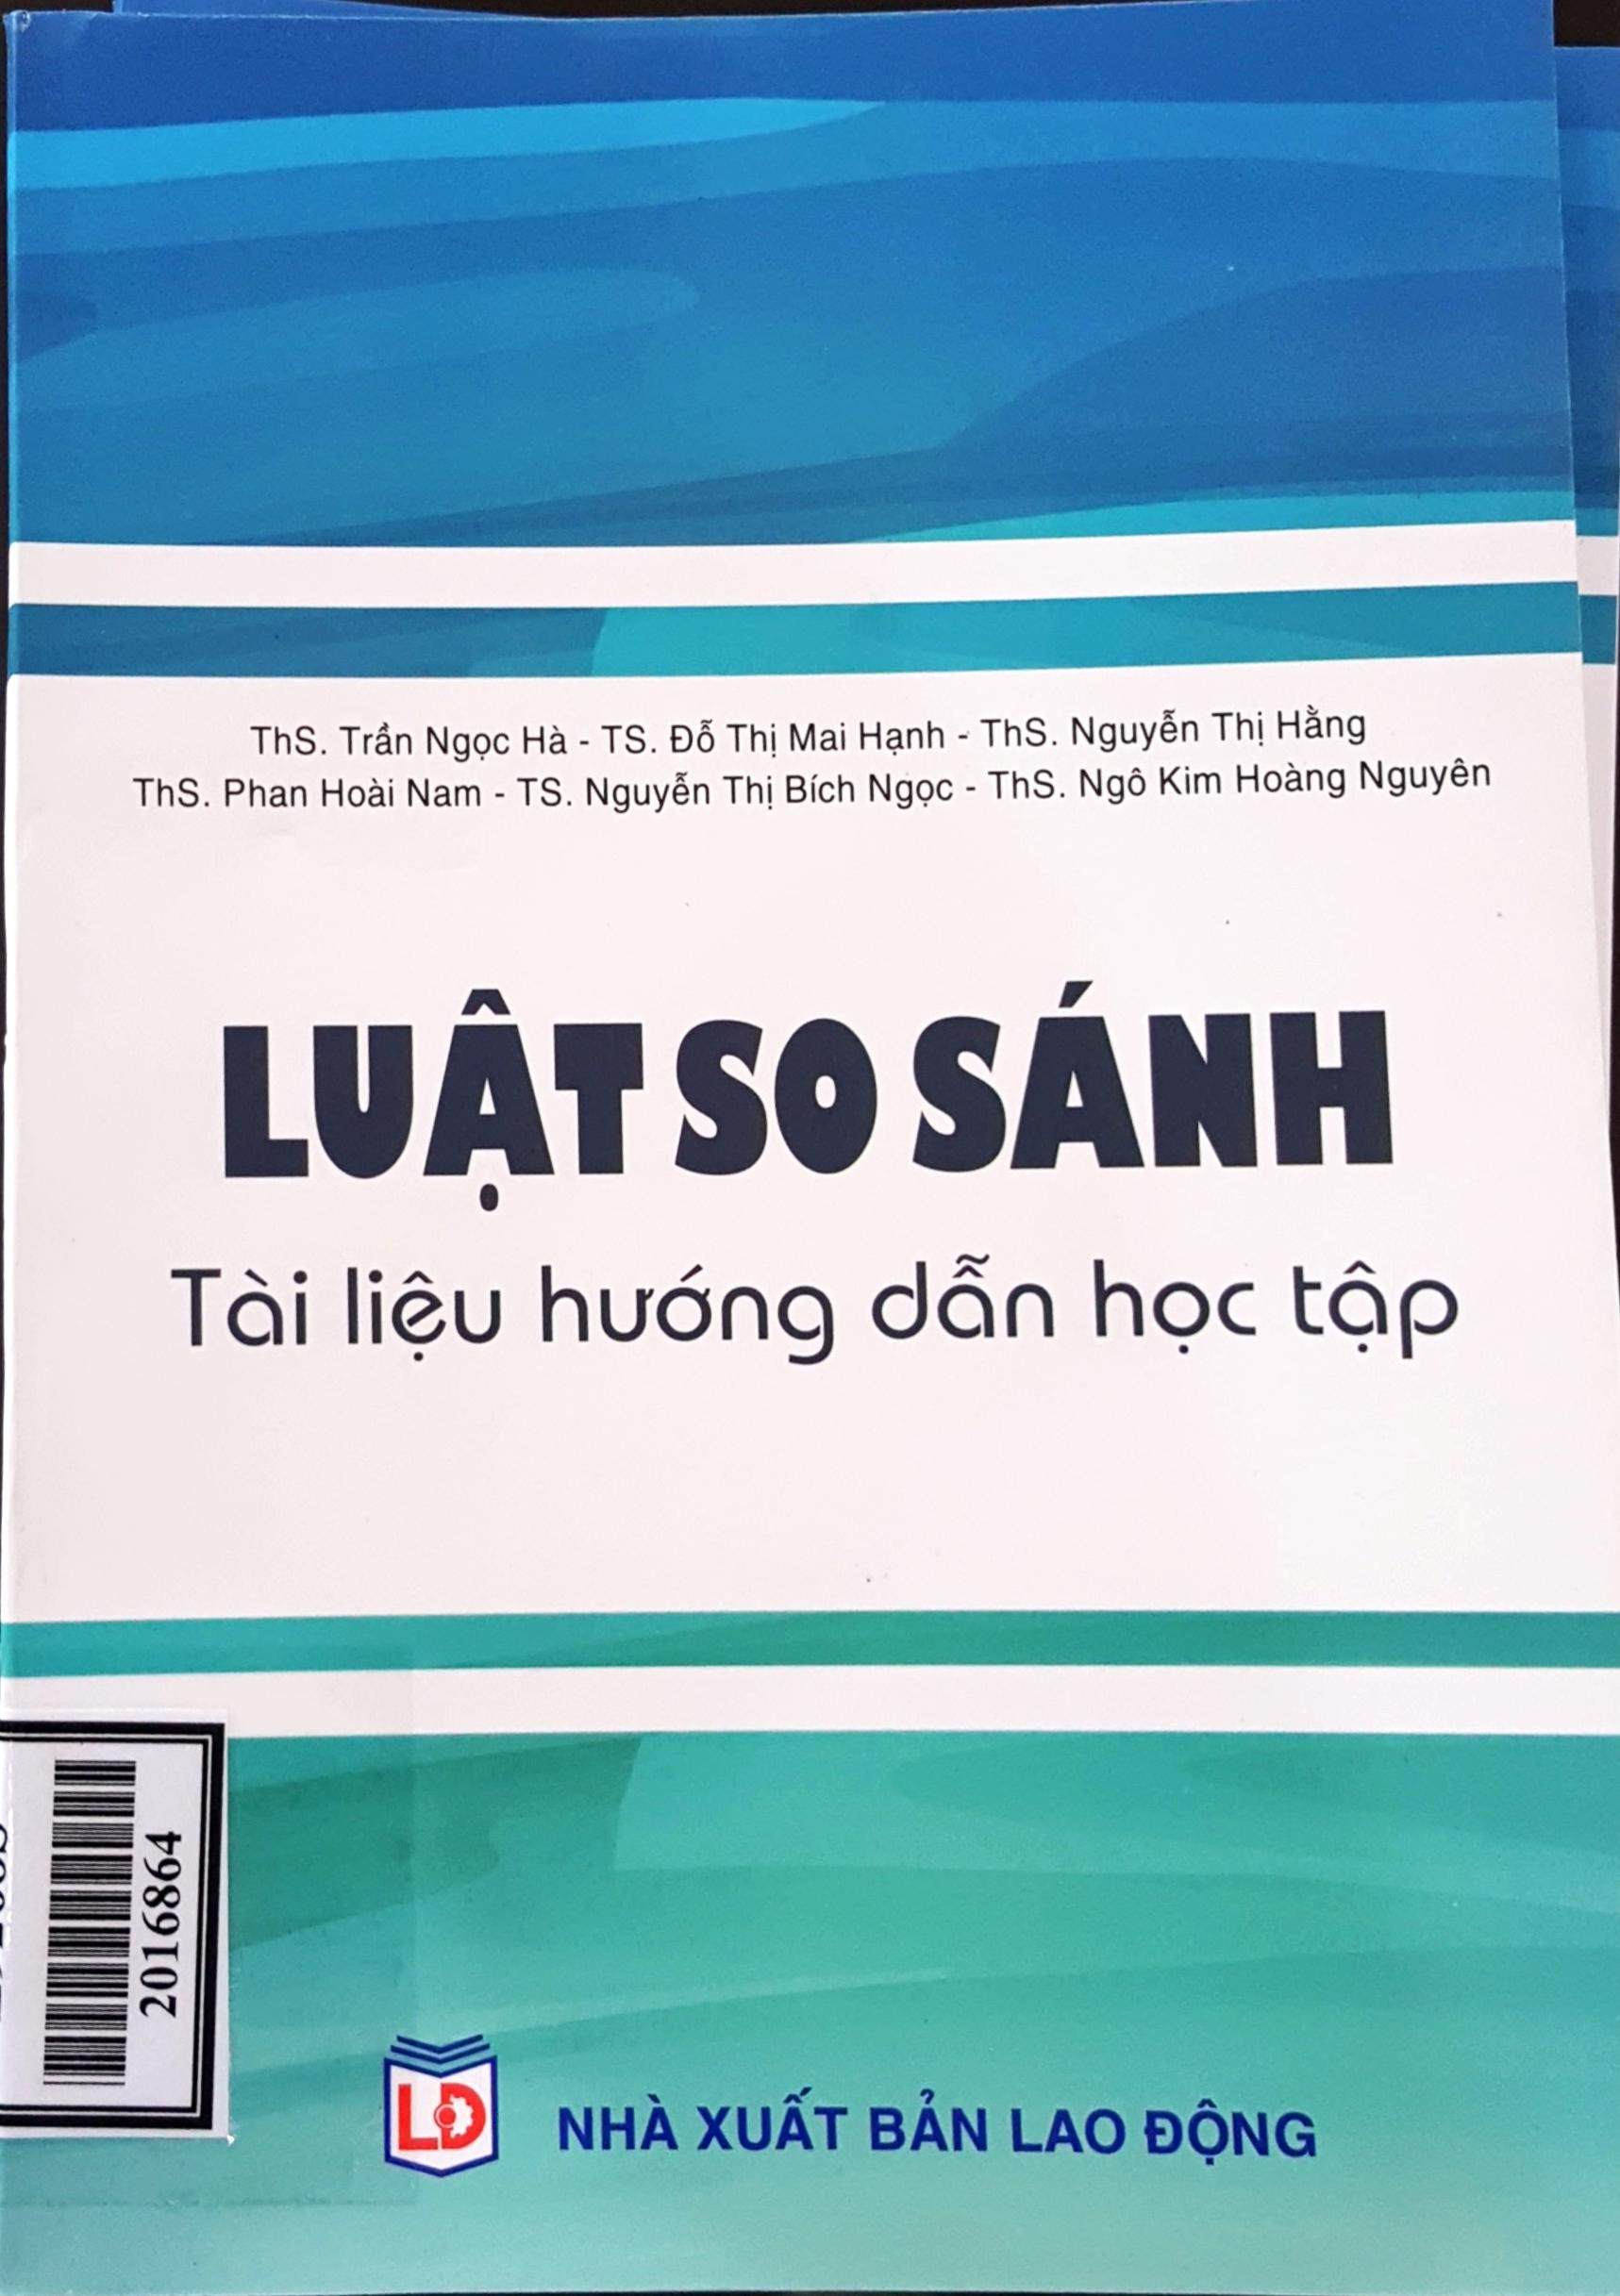 ThS. Trần Ngọc Hà - TS. Đỗ Thị Mai Hạnh - ThS. Nguyễn Thị Hằng
ThS. Phan Hoài Nam - TS. Nguyễn Thị Bích Ngọc - ThS. Ngô Kim Hoàng Nguyên
LUẬT SO SÁNH
Tài liệu hướng dẫn học tập
2016864
LĐ
NHÀ XUẤT BẢN LAO ĐỘNG